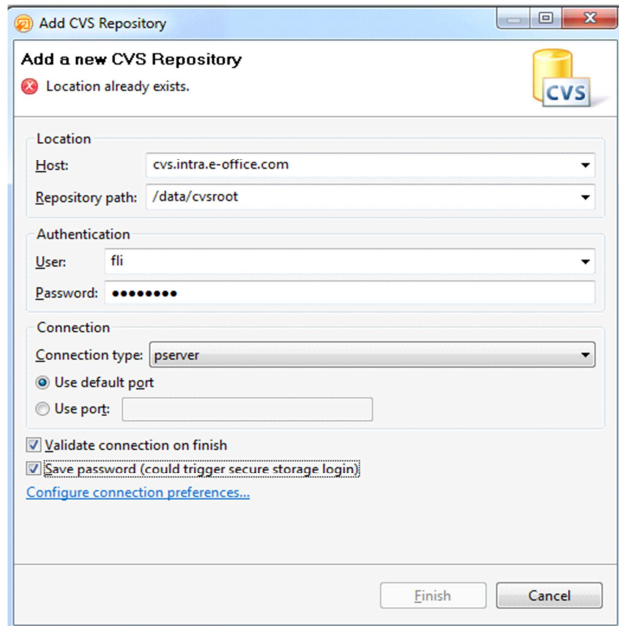 Add CVS Repository
Add a new CVS Repository
Location already exists.
CVS
Location
Host: cvs.intra.e-office.com
Repository path: /data/cvsroot
Authentication
User: fli
Password: ••••••••
Connection
Connection type: pserver
Use default port
Use port:
Validate connection on finish
Save password (could trigger secure storage login)
Configure connection preferences...
Finish Cancel